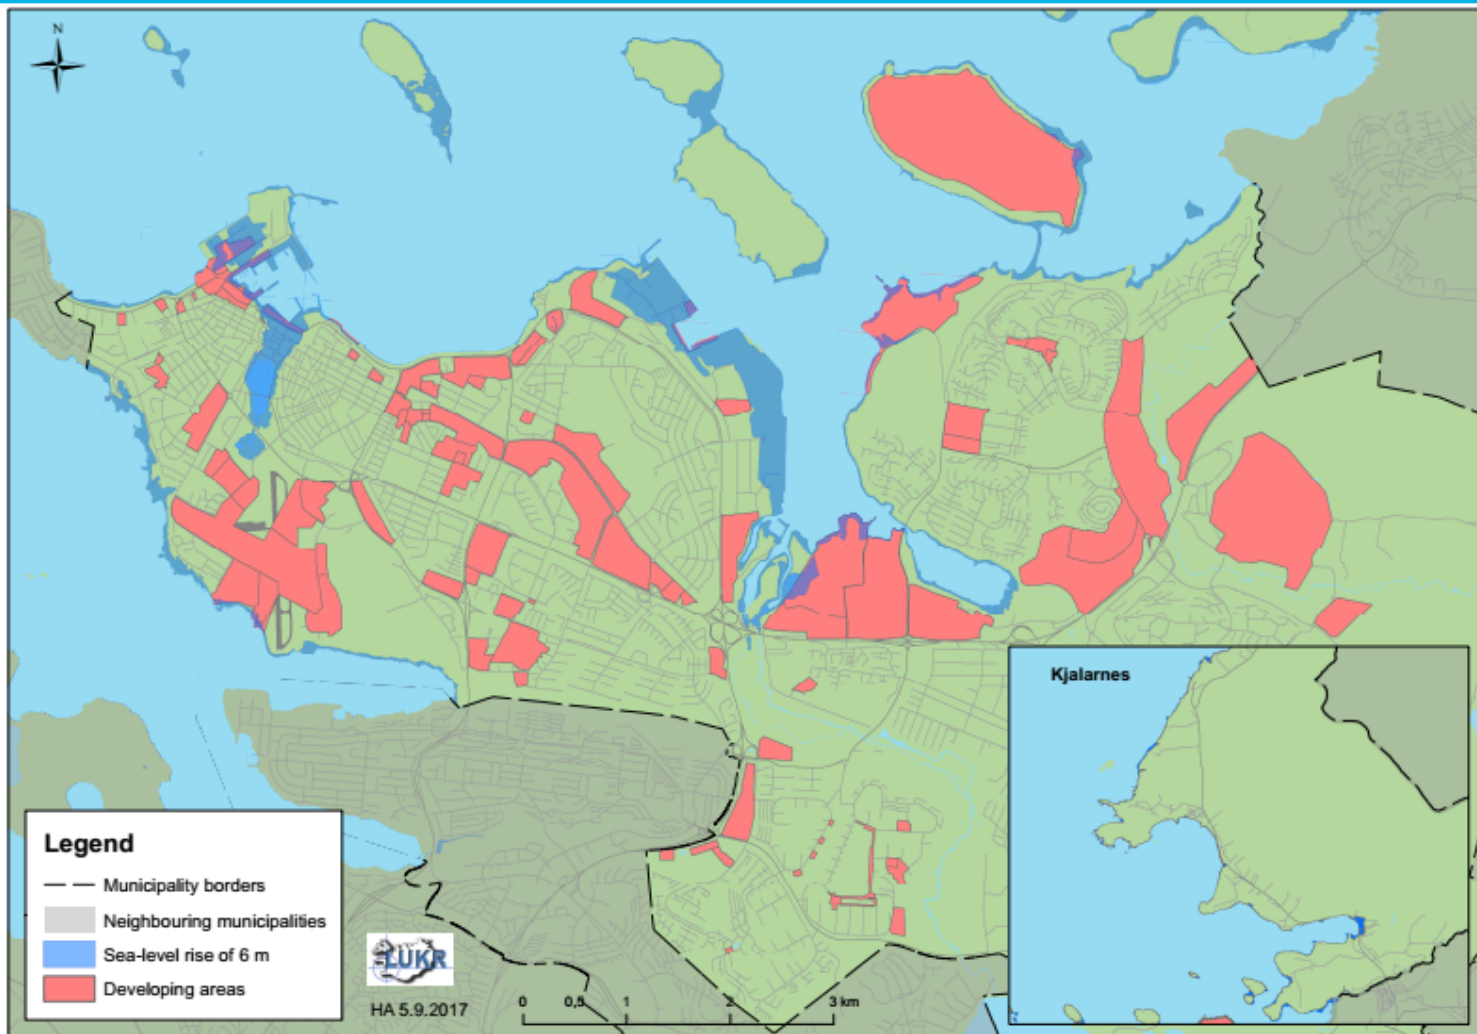 N
Kjalarnes
Legend
Municipality borders
Neighbouring municipalities
Sea-level rise of 6 m
Developing areas
LUKR
HA 5.9.2017
0 0,5 1 2 3 km